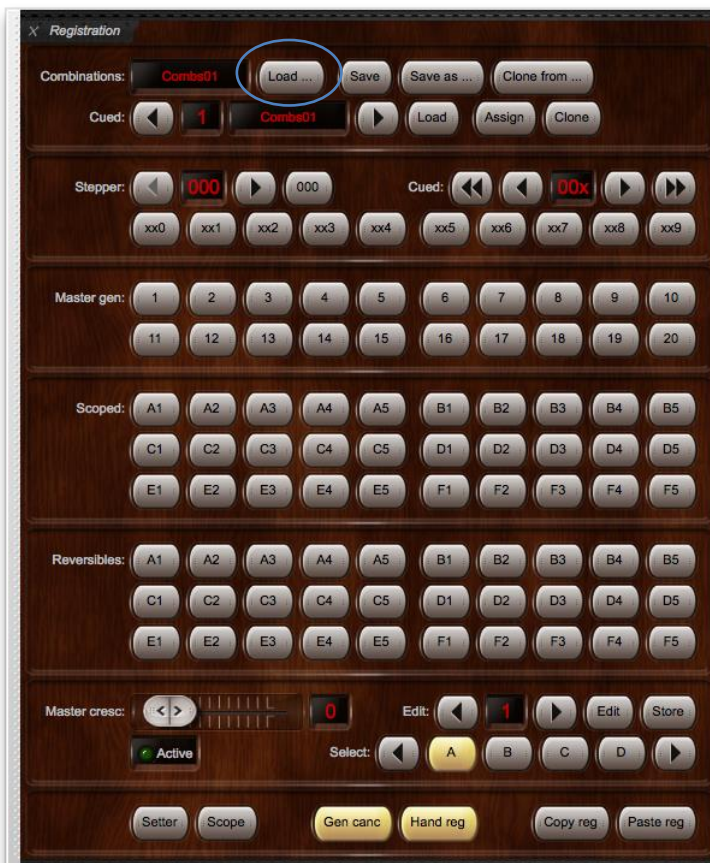 X Registration
Combinations: Combs01 Load ... Save Save as ... Clone from ...
Cued: 1 Combs01 Load Assign Clone
Stepper: 000 000 Cued: 00x
xx0 xx1 xx2 xx3 xx4 xx5 xx6 xx7 xx8 xx9
Master gen: 1 2 3 4 5 6 7 8 9 10
11 12 13 14 15 16 17 18 19 20
Scoped: A1 A2 A3 A4 A5 B1 B2 B3 B4 B5
C1 C2 C3 C4 C5 D1 D2 D3 D4 D5
E1 E2 E3 E4 E5 F1 F2 F3 F4 F5
Reversibles: A1 A2 A3 A4 A5 B1 B2 B3 B4 B5
C1 C2 C3 C4 C5 D1 D2 D3 D4 D5
E1 E2 E3 E4 E5 F1 F2 F3 F4 F5
Master cresc: < > 0 Edit: 1 Edit Store
Active Select: A B C D
Setter Scope Gen canc Hand reg Copy reg Paste reg